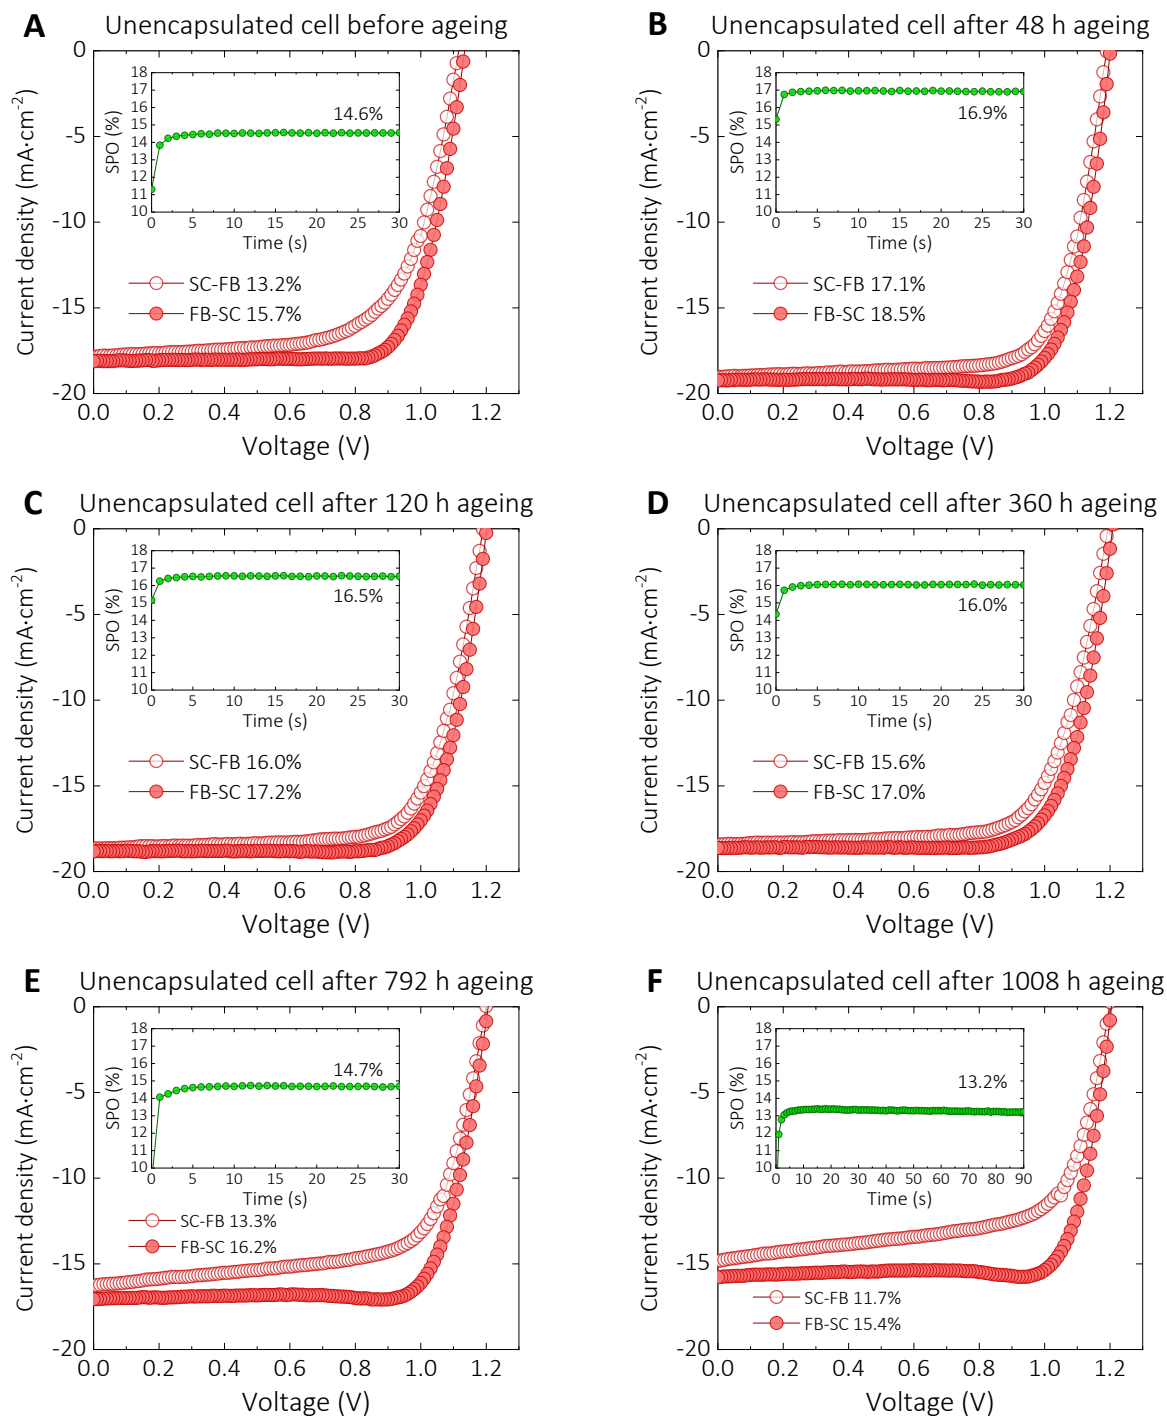 A Unencapsulated cell before ageing
Current density (mA·cm-2)
0
-5
-10
-15
-20
0.0 0.2 0.4 0.6 0.8 1.0 1.2
Voltage (V)
SPO (%)
18
17
16
15
14
13
12
11
10
0 5 10 15 20 25 30
Time (s)
14.6%
SC-FB 13.2%
FB-SC 15.7%
B Unencapsulated cell after 48 h ageing
Current density (mA·cm-2)
0
-5
-10
-15
-20
0.0 0.2 0.4 0.6 0.8 1.0 1.2
Voltage (V)
SPO (%)
18
17
16
15
14
13
12
11
10
0 5 10 15 20 25 30
Time (s)
16.9%
SC-FB 17.1%
FB-SC 18.5%
C Unencapsulated cell after 120 h ageing
Current density (mA·cm-2)
0
-5
-10
-15
-20
0.0 0.2 0.4 0.6 0.8 1.0 1.2
Voltage (V)
SPO (%)
18
17
16
15
14
13
12
11
10
0 5 10 15 20 25 30
Time (s)
16.5%
SC-FB 16.0%
FB-SC 17.2%
D Unencapsulated cell after 360 h ageing
Current density (mA·cm-2)
0
-5
-10
-15
-20
0.0 0.2 0.4 0.6 0.8 1.0 1.2
Voltage (V)
SPO (%)
18
17
16
15
14
13
12
11
10
0 5 10 15 20 25 30
Time (s)
16.0%
SC-FB 15.6%
FB-SC 17.0%
E Unencapsulated cell after 792 h ageing
Current density (mA·cm-2)
0
-5
-10
-15
-20
0.0 0.2 0.4 0.6 0.8 1.0 1.2
Voltage (V)
SPO (%)
18
17
16
15
14
13
12
11
10
0 5 10 15 20 25 30
Time (s)
14.7%
SC-FB 13.3%
FB-SC 16.2%
F Unencapsulated cell after 1008 h ageing
Current density (mA·cm-2)
0
-5
-10
-15
-20
0.0 0.2 0.4 0.6 0.8 1.0 1.2
Voltage (V)
SPO (%)
18
17
16
15
14
13
12
11
10
0 10 20 30 40 50 60 70 80 90
Time (s)
13.2%
SC-FB 11.7%
FB-SC 15.4%